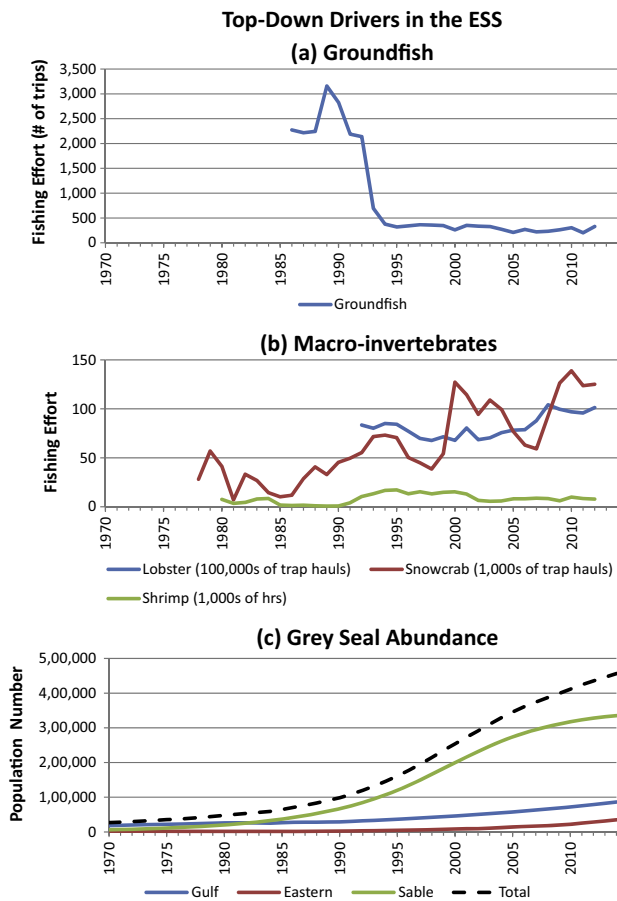 Top-Down Drivers in the ESS
(a) Groundfish
Fishing Effort (# of trips)
3,500
3,000
2,500
2,000
1,500
1,000
500
0
1970 1975 1980 1985 1990 1995 2000 2005 2010
Groundfish
(b) Macro-invertebrates
Fishing Effort
150
100
50
0
1970 1975 1980 1985 1990 1995 2000 2005 2010
Lobster (100,000s of trap hauls) Snowcrab (1,000s of trap hauls)
Shrimp (1,000s of hrs)
(c) Grey Seal Abundance
Population Number
5,00,000
4,00,000
3,00,000
2,00,000
1,00,000
0
1970 1975 1980 1985 1990 1995 2000 2005 2010
Gulf Eastern Sable Total